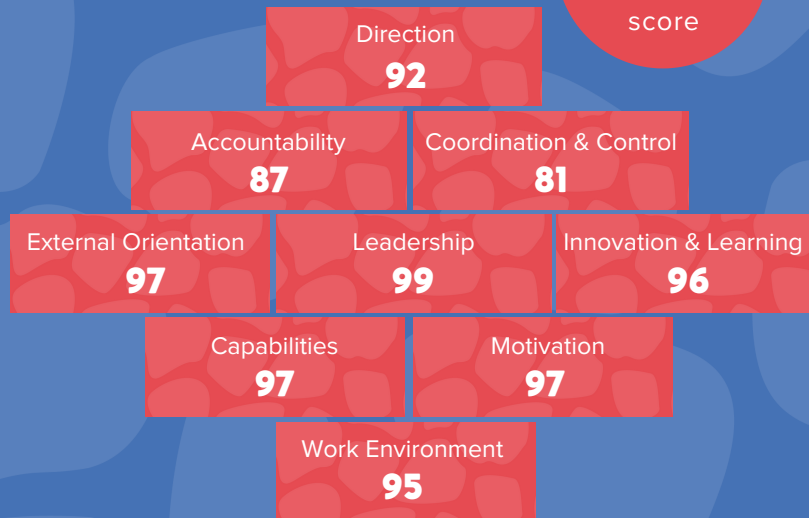 score
Direction
92
Accountability
87
Coordination & Control
81
External Orientation
97
Leadership
99
Innovation & Learning
96
Capabilities
97
Motivation
97
Work Environment
95